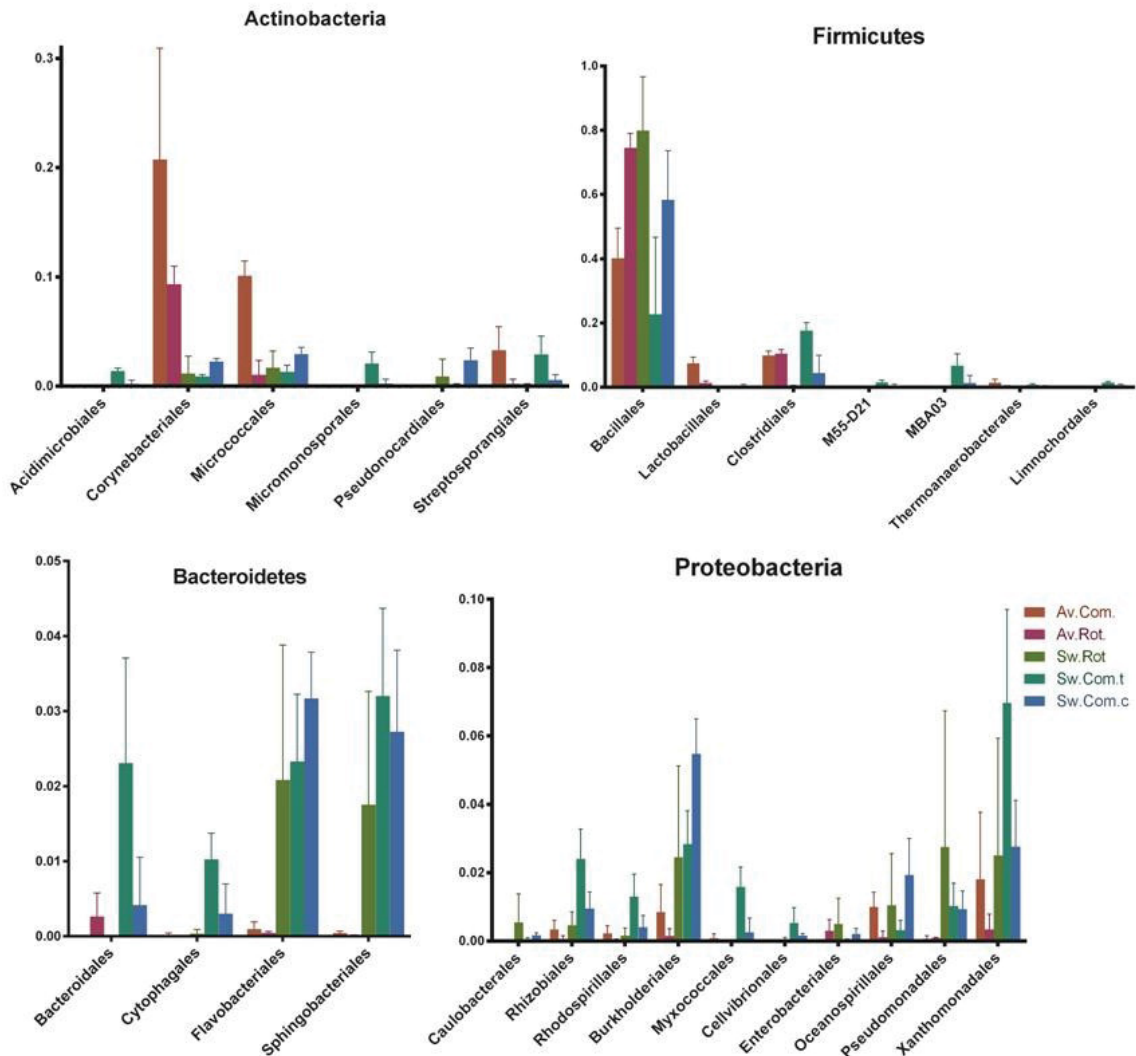 Actinobacteria
0.3
0.2
0.1
0.0
Acidimicrobiales
Corynebacteriales
Micrococcales
Micromonosporales
Pseudonocardiales
Streptosporangiales
Firmicutes
1.0
0.8
0.6
0.4
0.2
0.0
Bacillales
Lactobacillales
Clostridiales
M55-D21
MBA03
Thermoanaerobacterales
Limnochordales
Bacteroidetes
0.05
0.04
0.03
0.02
0.01
0.00
Bacteroidales
Cytophagales
Flavobacteriales
Sphingobacteriales
Proteobacteria
0.10
0.08
0.06
0.04
0.02
0.00
Caulobacterales
Rhizobiales
Rhodospirillales
Burkholderiales
Myxococcales
Cellvibrionales
Enterobacteriales
Oceanospirillales
Pseudomonadales
Xanthomonadales
Av.Com.
Av.Rot.
Sw.Rot
Sw.Com.t
Sw.Com.c